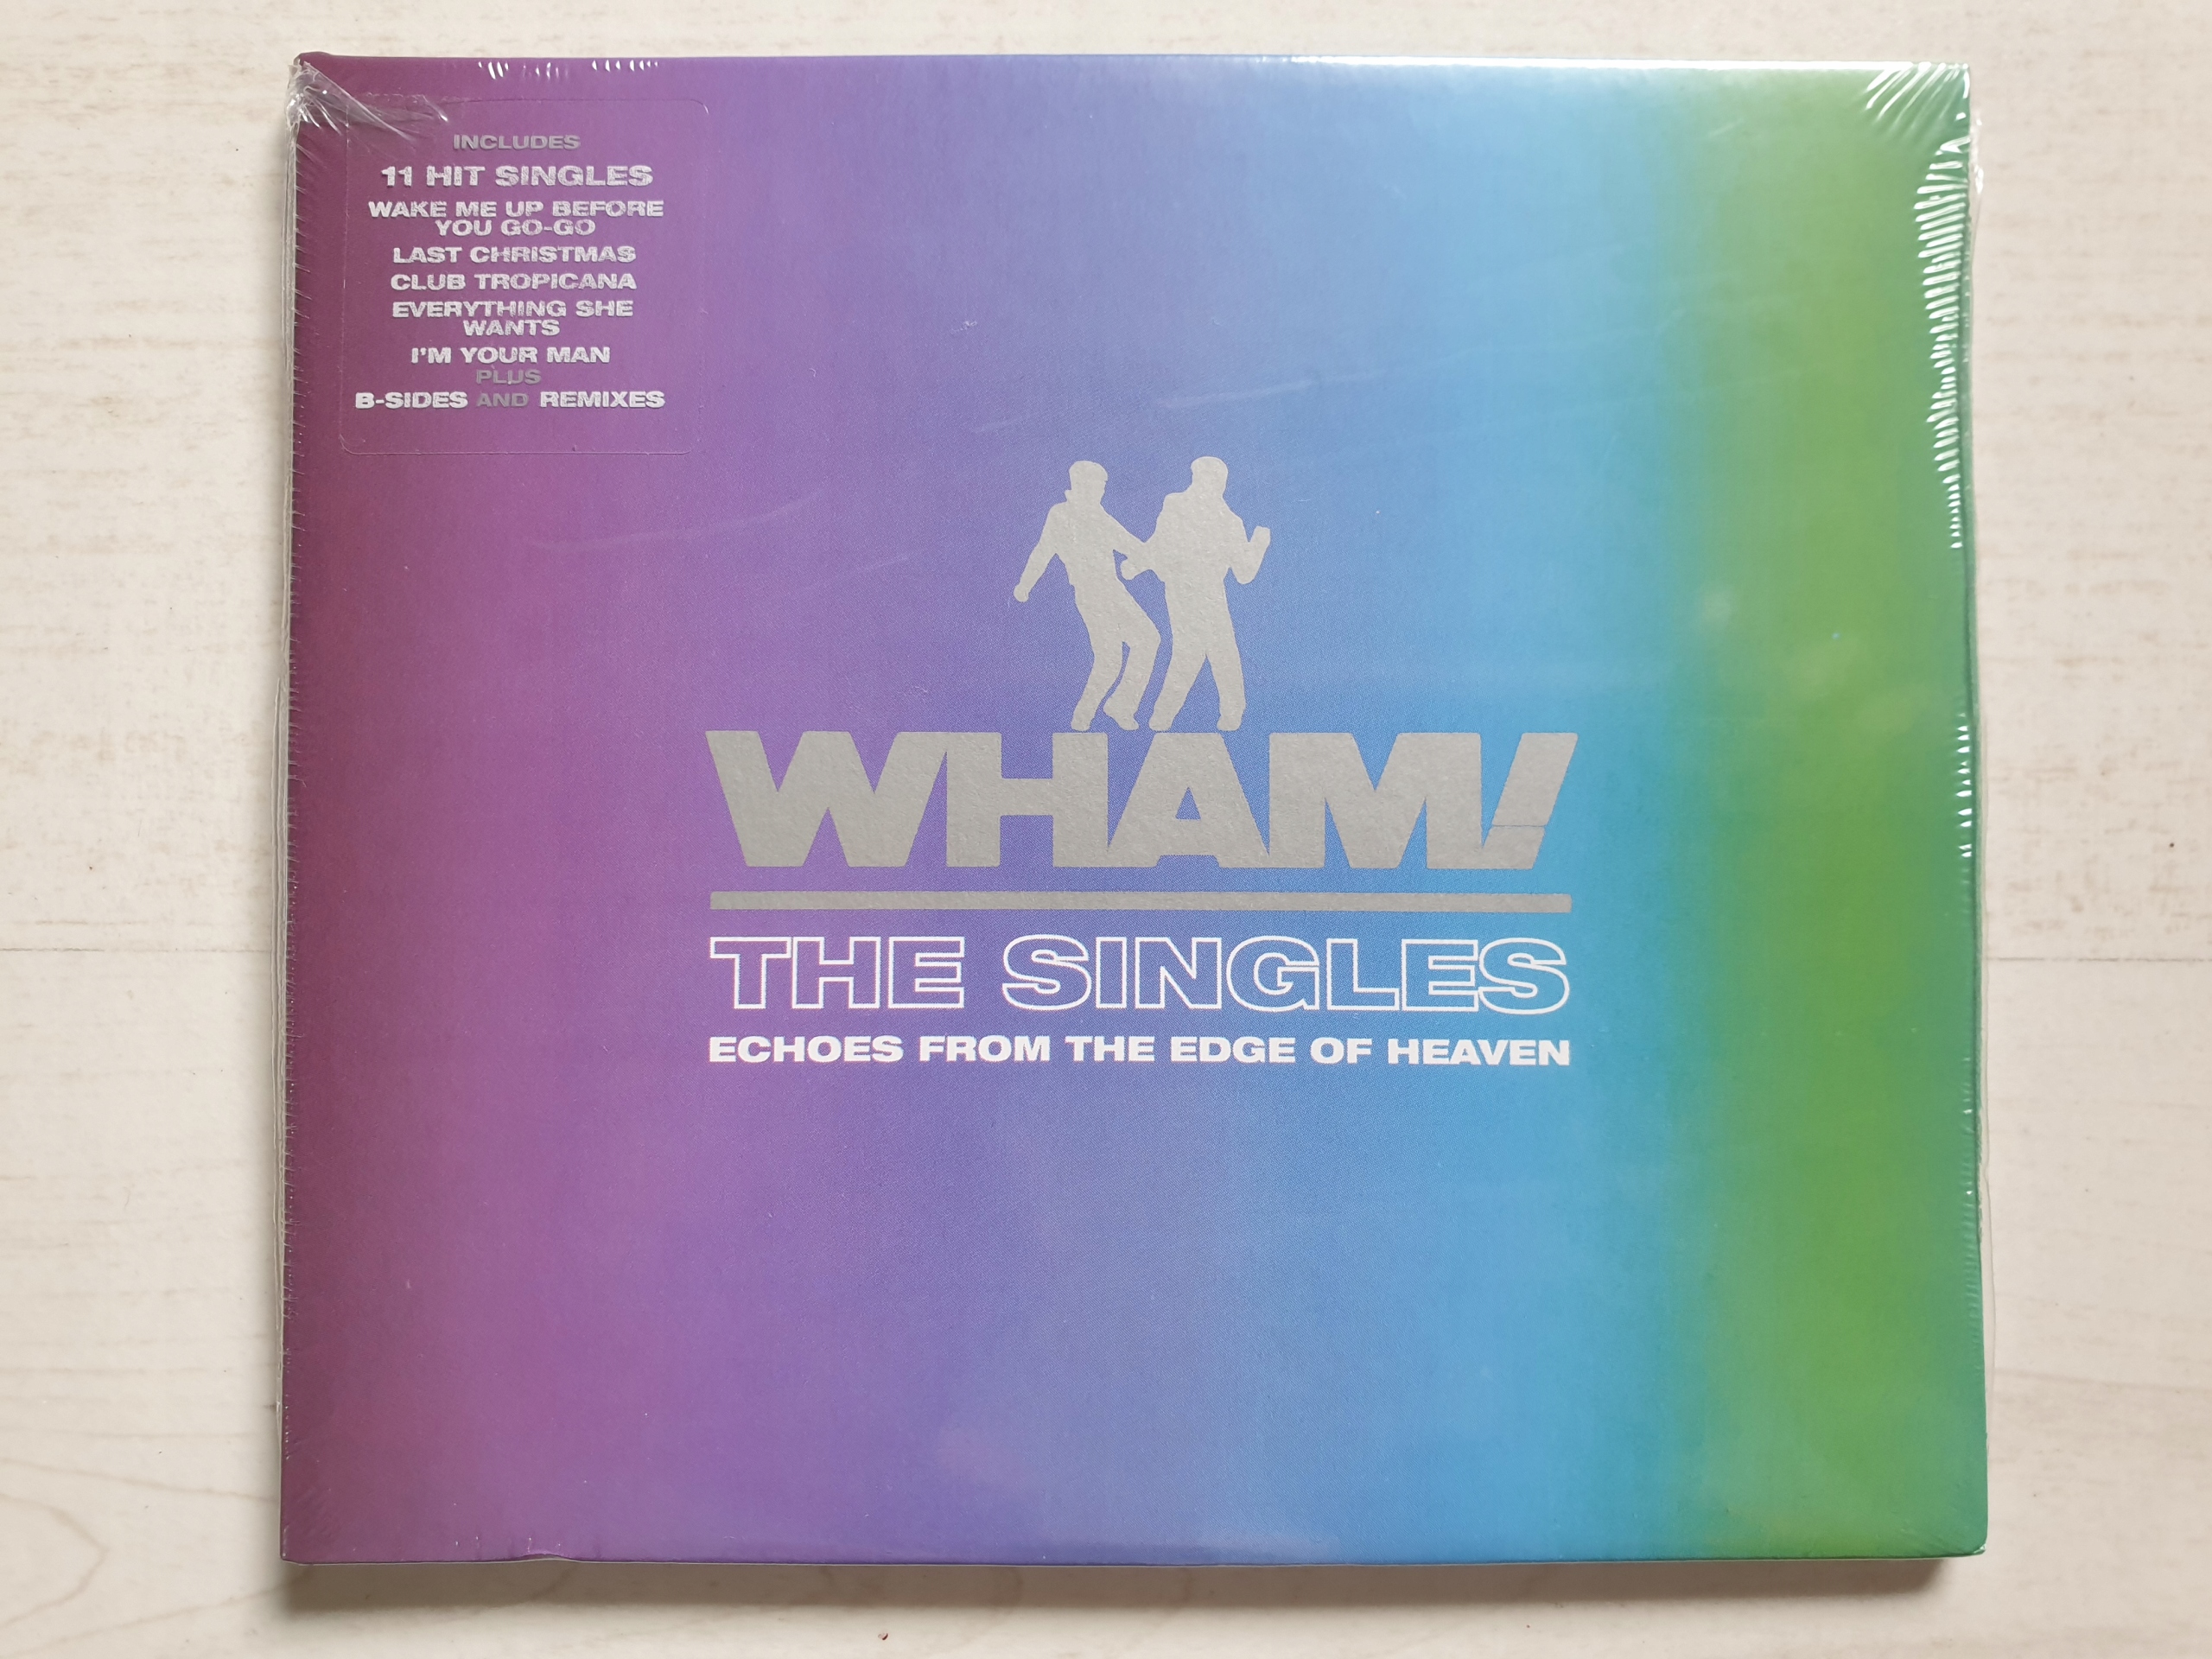 INCLUDES
11 HIT SINGLES
WAKE ME UP BEFORE
YOU GO-GO
LAST CHRISTMAS
CLUB TROPICANA
EVERYTHING SHE
WANTS
I'M YOUR MAN
PLUS
B-SIDES AND REMIXES
WHAM!
THE SINGLES
ECHOES FROM THE EDGE OF HEAVEN